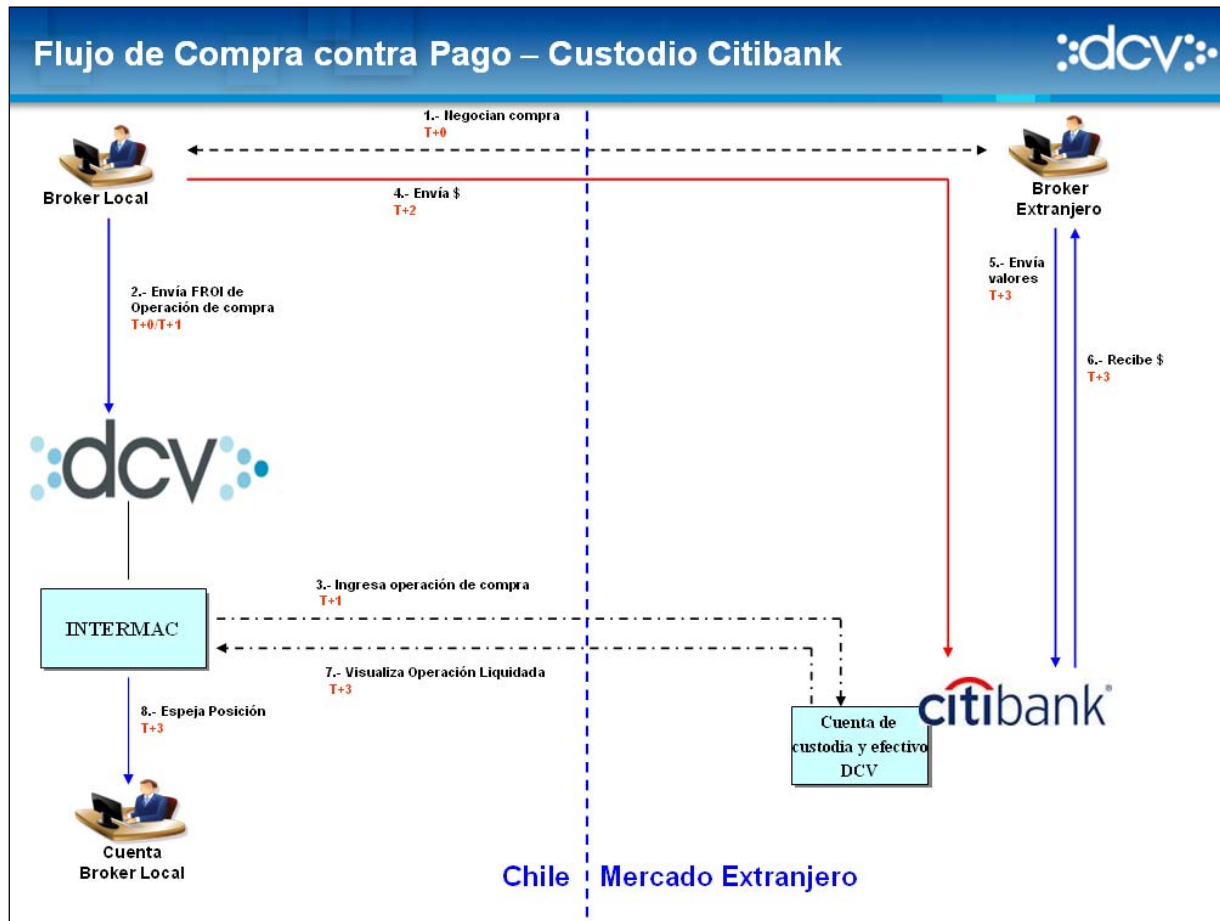 Flujo de Compra contra Pago – Custodio Citibank
dcv
1.- Negocian compra
T+0
Broker Local
Broker
Extranjero
4.- Envía $
T+2
2.- Envía FROI de
Operación de compra
T+0/T+1
5.- Envía
valores
T+3
6.- Recibe $
T+3
dcv
3.- Ingresa operación de compra
T+1
INTERMAC
7.- Visualiza Operación Liquidada
T+3
8.- Espeja Posición
T+3
citibank®
Cuenta de
custodia y efectivo
DCV
Cuenta
Broker Local
Chile
Mercado Extranjero